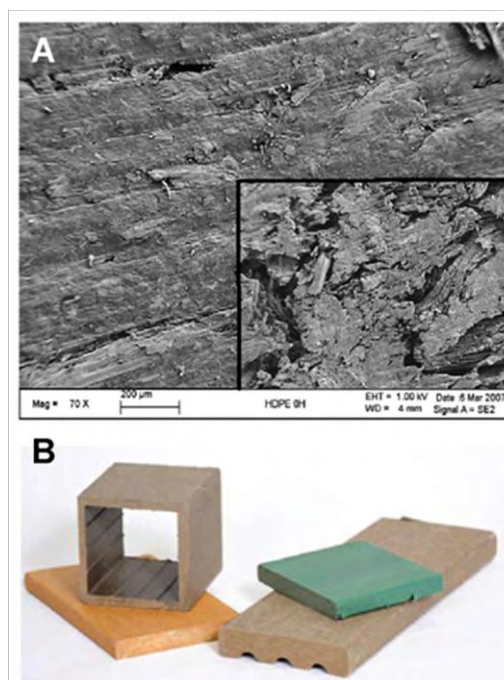 A
200 µm
EHT = 1.00 kV Date :6 Mar 2007
Mag = 70 X HDPE 0H WD = 4 mm Signal A = SE2
B